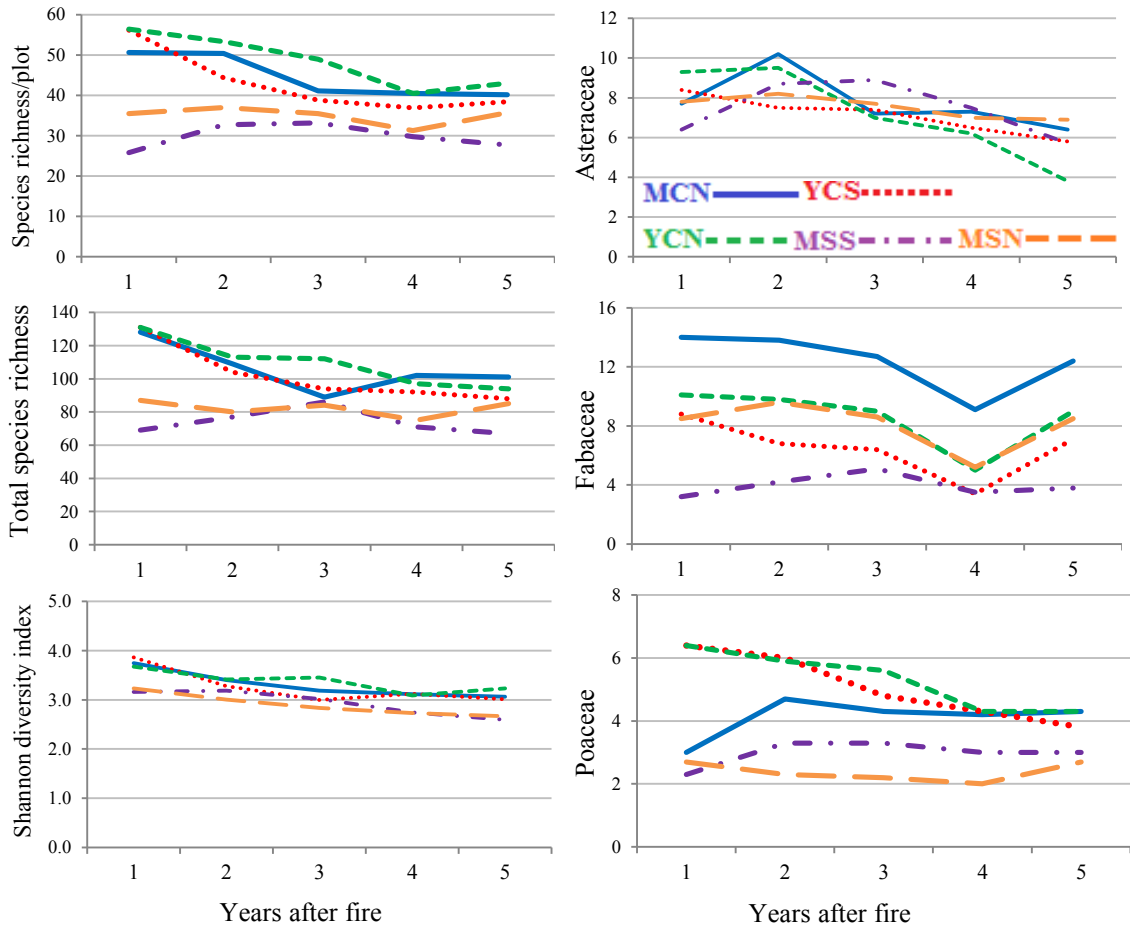 Species richness/plot
60
50
40
30
20
10
0
1 2 3 4 5
Asteraceae
12
10
8
6
4
2
0
MCN YCS
YCN MSS MSN
1 2 3 4 5
Total species richness
140
120
100
80
60
40
20
0
1 2 3 4 5
Fabaceae
16
12
8
4
0
1 2 3 4 5
Shannon diversity index
5.0
4.0
3.0
2.0
1.0
0.0
1 2 3 4 5
Years after fire
Poaceae
8
6
4
2
0
1 2 3 4 5
Years after fire